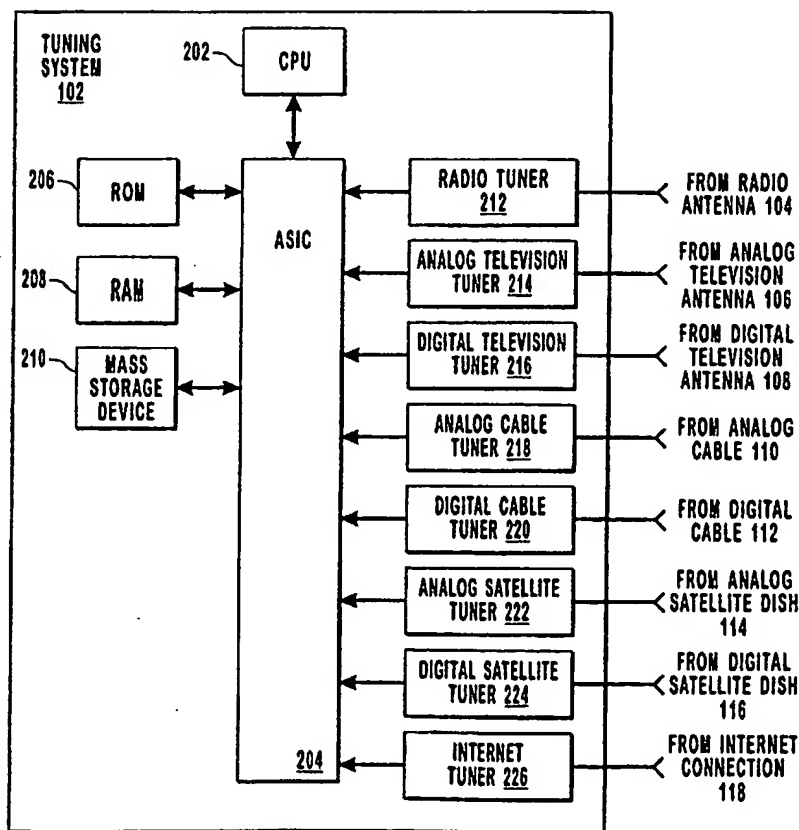 TUNING
SYSTEM
102
202
CPU
206
ROM
208
RAM
210
MASS
STORAGE
DEVICE
ASIC
204
RADIO TUNER
212
ANALOG TELEVISION
TUNER 214
DIGITAL TELEVISION
TUNER 216
ANALOG CABLE
TUNER 218
DIGITAL CABLE
TUNER 220
ANALOG SATELLITE
TUNER 222
DIGITAL SATELLITE
TUNER 224
INTERNET
TUNER 226
FROM RADIO
ANTENNA 104
FROM ANALOG
TELEVISION
ANTENNA 106
FROM DIGITAL
TELEVISION
ANTENNA 108
FROM ANALOG
CABLE 110
FROM DIGITAL
CABLE 112
FROM ANALOG
SATELLITE DISH
114
FROM DIGITAL
SATELLITE DISH
116
FROM INTERNET
CONNECTION
118